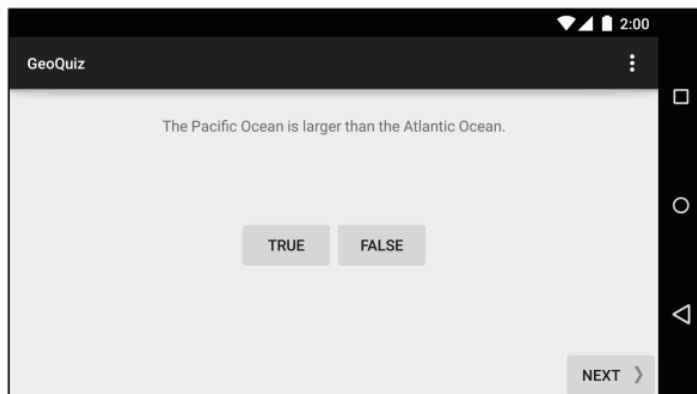 2:00
GeoQuiz
The Pacific Ocean is larger than the Atlantic Ocean.
TRUE FALSE
NEXT